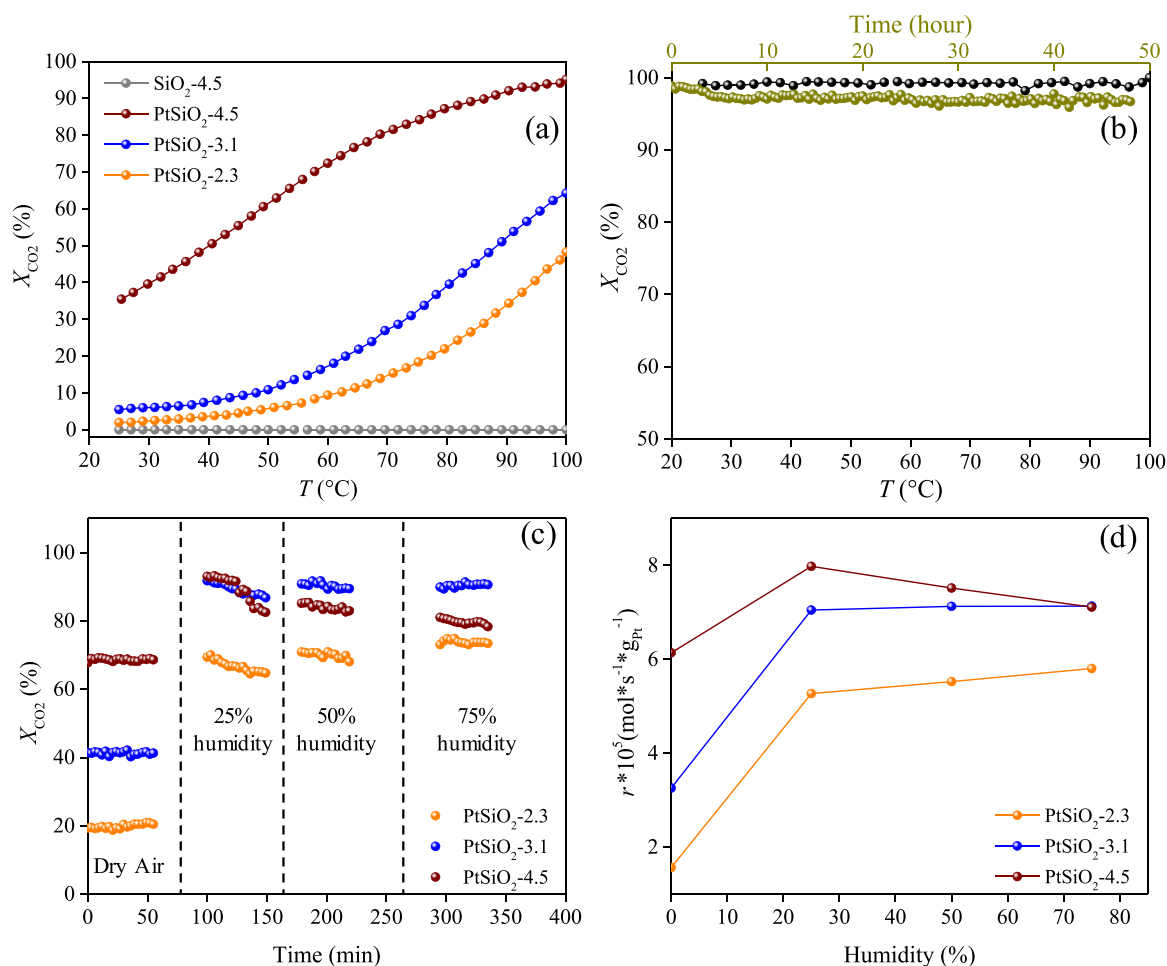 (a)
SiO2-4.5
PtSiO2-4.5
PtSiO2-3.1
PtSiO2-2.3
XCO2 (%)
0 10 20 30 40 50 60 70 80 90 100
20 30 40 50 60 70 80 90 100
T (°C)
Time (hour)
0 10 20 30 40 50
(b)
XCO2 (%)
50 60 70 80 90 100
20 30 40 50 60 70 80 90 100
T (°C)
(c)
XCO2 (%)
0 20 40 60 80 100
25%
humidity
50%
humidity
75%
humidity
Dry Air
PtSiO2-2.3
PtSiO2-3.1
PtSiO2-4.5
0 50 100 150 200 250 300 350 400
Time (min)
(d)
r*10^5(mol*s^-1*gPt^-1)
2 4 6 8
PtSiO2-2.3
PtSiO2-3.1
PtSiO2-4.5
0 10 20 30 40 50 60 70 80
Humidity (%)